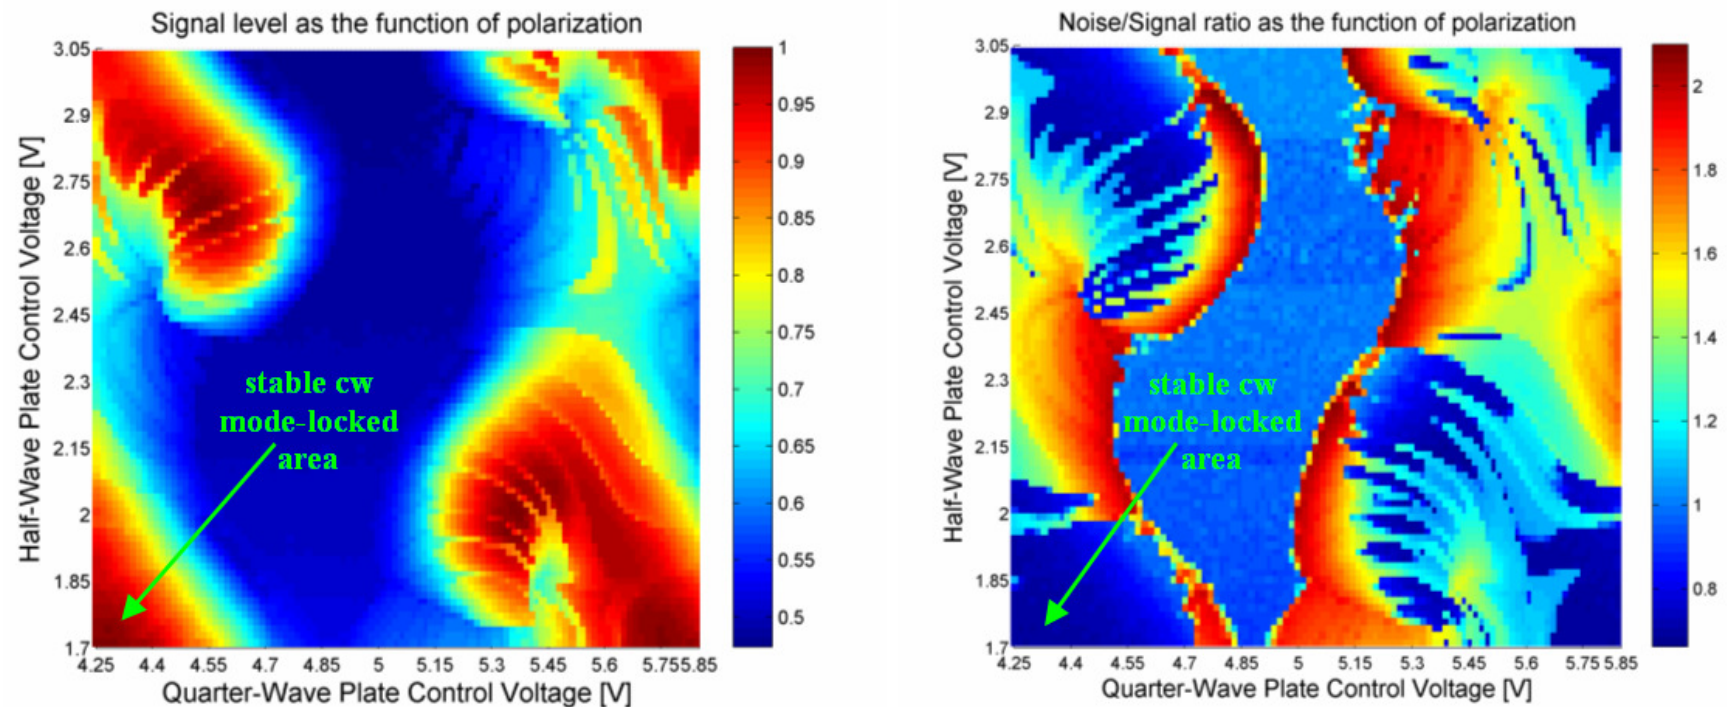 Signal level as the function of polarization
Half-Wave Plate Control Voltage [V]
3.05
2.9
2.75
2.6
2.45
2.3
2.15
2
1.85
1.7
4.25 4.4 4.55 4.7 4.85 5 5.15 5.3 5.45 5.6 5.75 5.85
Quarter-Wave Plate Control Voltage [V]
stable cw
mode-locked
area
1
0.95
0.9
0.85
0.8
0.75
0.7
0.65
0.6
0.55
0.5
Noise/Signal ratio as the function of polarization
Half-Wave Plate Control Voltage [V]
3.05
2.9
2.75
2.6
2.45
2.3
2.15
2
1.85
1.7
4.25 4.4 4.55 4.7 4.85 5 5.15 5.3 5.45 5.6 5.75 5.85
Quarter-Wave Plate Control Voltage [V]
stable cw
mode-locked
area
2
1.8
1.6
1.4
1.2
1
0.8